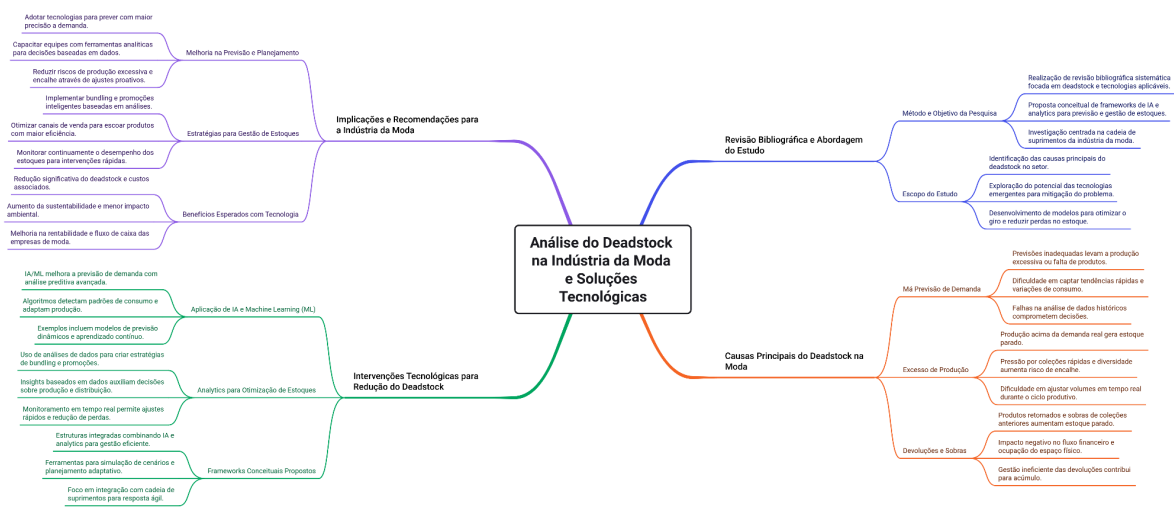 Análise do Deadstock
na Indústria da Moda
e Soluções
Tecnológicas
Revisão Bibliográfica e Abordagem
do Estudo
Método e Objetivo da Pesquisa
Realização de revisão bibliográfica sistemática
focada em deadstock e tecnologias aplicáveis.
Proposta conceitual de frameworks de IA e
analytics para previsão e gestão de estoques.
Investigação centrada na cadeia de
suprimentos da indústria da moda.
Escopo do Estudo
Identificação das causas principais do
deadstock no setor.
Exploração do potencial das tecnologias
emergentes para mitigação do problema.
Desenvolvimento de modelos para otimizar o
giro e reduzir perdas no estoque.
Causas Principais do Deadstock na
Moda
Má Previsão de Demanda
Previsões inadequadas levam a produção
excessiva ou falta de produtos.
Dificuldade em captar tendências rápidas e
variações de consumo.
Falhas na análise de dados históricos
comprometem decisões.
Excesso de Produção
Produção acima da demanda real gera estoque
parado.
Pressão por coleções rápidas e diversidade
aumenta risco de encalhe.
Dificuldade em ajustar volumes em tempo real
durante o ciclo produtivo.
Devoluções e Sobras
Produtos retornados e sobras de coleções
anteriores aumentam estoque parado.
Impacto negativo no fluxo financeiro e
ocupação do espaço físico.
Gestão ineficiente das devoluções contribui
para acúmulo.
Implicações e Recomendações para
a Indústria da Moda
Melhoria na Previsão e Planejamento
Adotar tecnologias para prever com maior
precisão a demanda.
Capacitar equipes com ferramentas analíticas
para decisões baseadas em dados.
Reduzir riscos de produção excessiva e
encalhe através de ajustes proativos.
Estratégias para Gestão de Estoques
Implementar bundling e promoções
inteligentes baseadas em análises.
Otimizar canais de venda para escoar produtos
com maior eficiência.
Monitorar continuamente o desempenho dos
estoques para intervenções rápidas.
Benefícios Esperados com Tecnologia
Redução significativa do deadstock e custos
associados.
Aumento da sustentabilidade e menor impacto
ambiental.
Melhoria na rentabilidade e fluxo de caixa das
empresas de moda.
Intervenções Tecnológicas para
Redução do Deadstock
Aplicação de IA e Machine Learning (ML)
IA/ML melhora a previsão de demanda com
análise preditiva avançada.
Algoritmos detectam padrões de consumo e
adaptam produção.
Exemplos incluem modelos de previsão
dinâmicos e aprendizado contínuo.
Analytics para Otimização de Estoques
Uso de análises de dados para criar estratégias
de bundling e promoções.
Insights baseados em dados auxiliam decisões
sobre produção e distribuição.
Monitoramento em tempo real permite ajustes
rápidos e redução de perdas.
Frameworks Conceituais Propostos
Estruturas integradas combinando IA e
analytics para gestão eficiente.
Ferramentas para simulação de cenários e
planejamento adaptativo.
Foco em integração com cadeia de
suprimentos para resposta ágil.